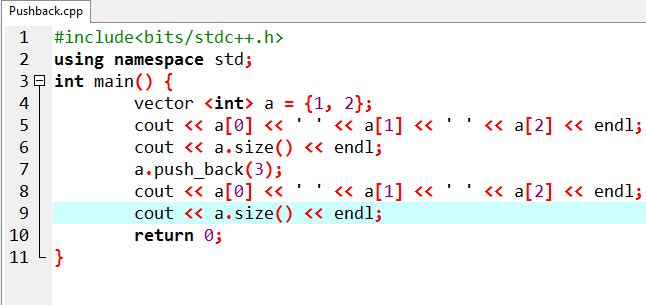 Pushback.cpp
1 #include<bits/stdc++.h>
2 using namespace std;
3 int main() {
4 vector <int> a = {1, 2};
5 cout << a[0] << ' ' << a[1] << ' ' << a[2] << endl;
6 cout << a.size() << endl;
7 a.push_back(3);
8 cout << a[0] << ' ' << a[1] << ' ' << a[2] << endl;
9 cout << a.size() << endl;
10 return 0;
11 }